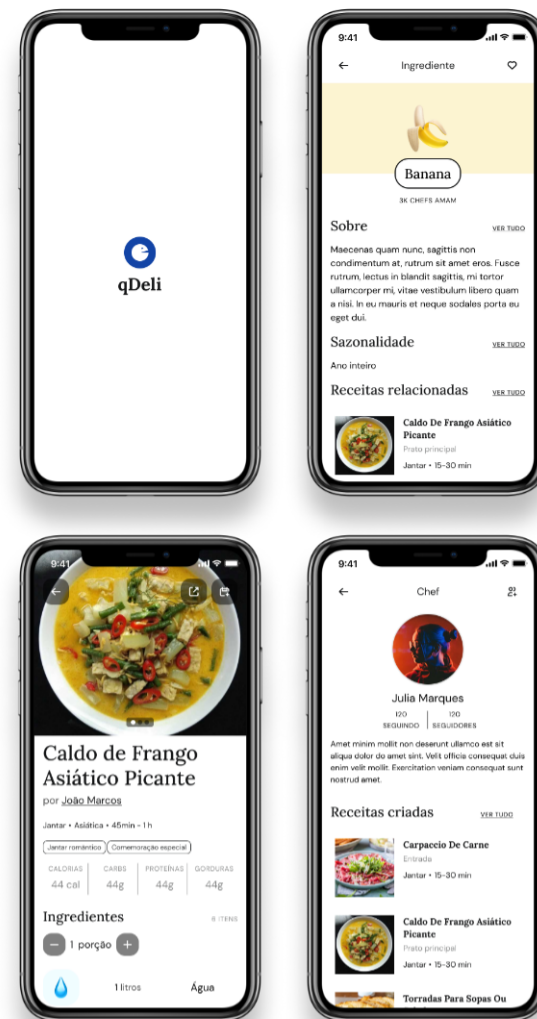 qDeli
9:41
Ingrediente
Banana
3K CHEFS AMAM
Sobre
VER TUDO
Maecenas quam nunc, sagittis non
condimentum at, rutrum sit amet eros. Fusce
rutrum, lectus in blandit sagittis, mi tortor
ullamcorper mi, vitae vestibulum libero quam
a nisi. In eu mauris et neque sodales porta eu
eget dui.
Sazonalidade
VER TUDO
Ano inteiro
Receitas relacionadas
VER TUDO
Caldo De Frango Asiático
Picante
Prato principal
Jantar • 15-30 min
9:41
Caldo de Frango
Asiático Picante
por João Marcos
Jantar • Asiática • 45min - 1 h
Jantar romântico
Comemoração especial
CALORIAS
CARBS
PROTEÍNAS
GORDURAS
44 cal
44g
44g
44g
Ingredientes
6 ITENS
1 porção
1 litros
Água
9:41
Chef
Julia Marques
120
120
SEGUINDO
SEGUIDORES
Amet minim mollit non deserunt ullamco est sit
aliqua dolor do amet sint. Velit officia consequat duis
enim velit mollit. Exercitation veniam consequat sunt
nostrud amet.
Receitas criadas
VER TUDO
Carpaccio De Carne
Entrada
Jantar • 15-30 min
Caldo De Frango Asiático
Picante
Prato principal
Jantar • 15-30 min
Torradas Para Sopas Ou